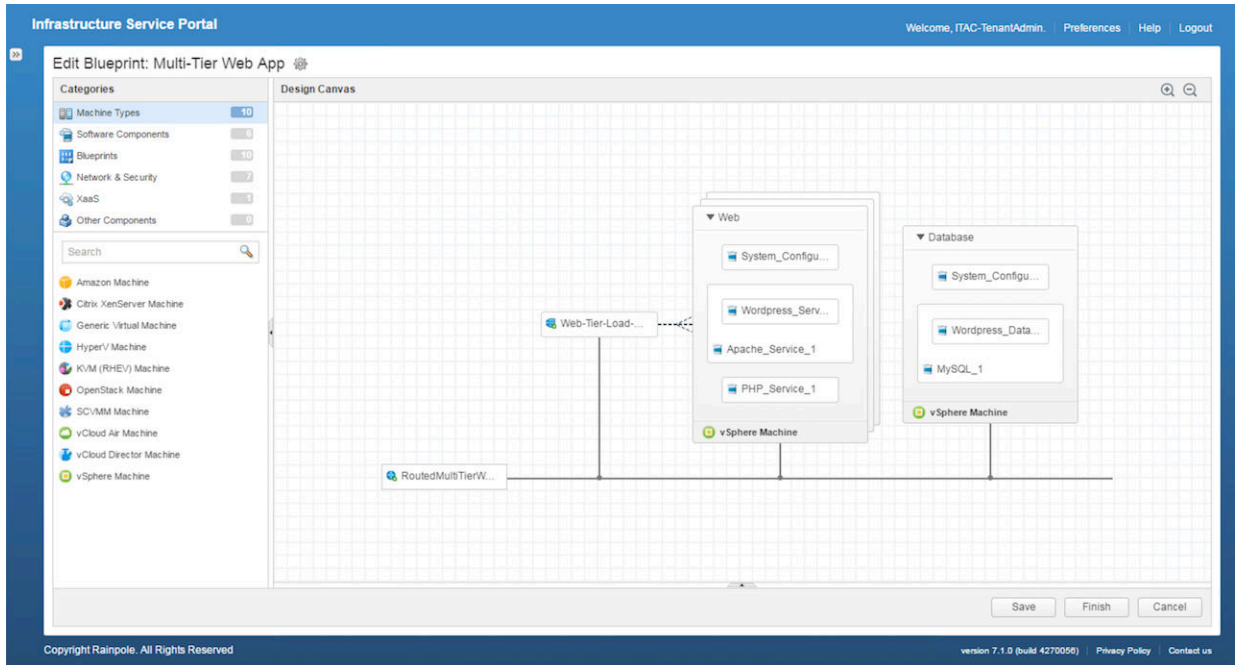 Infrastructure Service Portal
Welcome, ITAC-TenantAdmin. Preferences Help Logout
Edit Blueprint: Multi-Tier Web App
Categories
Machine Types 10
Software Components 6
Blueprints 10
Network & Security 7
XaaS 1
Other Components 0
Search
Amazon Machine
Citrix XenServer Machine
Generic Virtual Machine
HyperV Machine
KVM (RHEV) Machine
OpenStack Machine
SCVMM Machine
vCloud Air Machine
vCloud Director Machine
vSphere Machine
Design Canvas
Web
System_Configu...
Wordpress_Serv...
Apache_Service_1
PHP_Service_1
vSphere Machine
Database
System_Configu...
Wordpress_Data...
MySQL_1
vSphere Machine
Web-Tier-Load-...
RoutedMultiTierW...
Save Finish Cancel
Copyright Rainpole. All Rights Reserved
version 7.1.0 (build 4270056) Privacy Policy Contact us